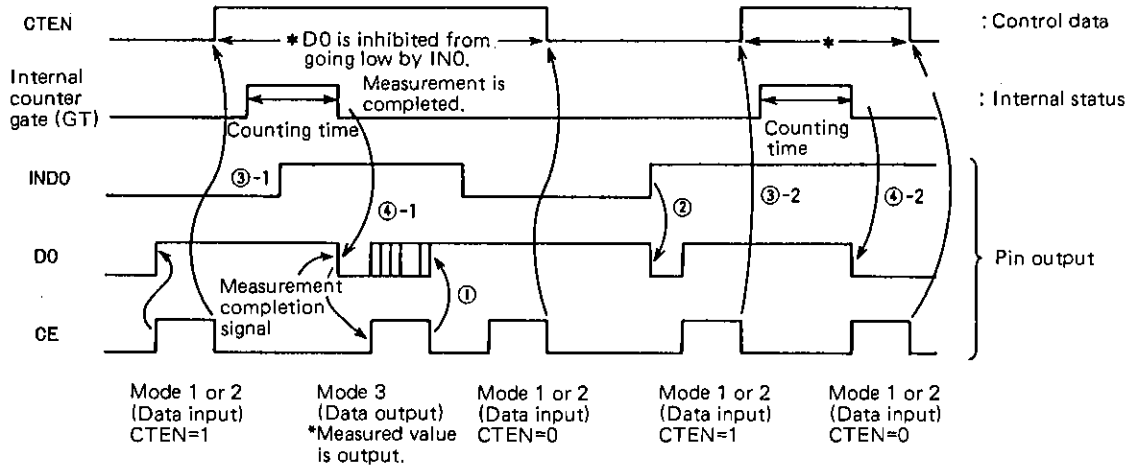 CTEN
* D0 is inhibited from
going low by IN0.
: Control data
Internal
counter
gate (GT)
Measurement is
completed.
Counting time
Counting
time
: Internal status
IND0
③-1
④-1
②
③-2
④-2
D0
Measurement
completion
signal
①
Pin output
CE
*
Mode 1 or 2
(Data input)
CTEN=1
Mode 3
(Data output)
*Measured value
is output.
Mode 1 or 2
(Data input)
CTEN=0
Mode 1 or 2
(Data input)
CTEN=1
Mode 1 or 2
(Data input)
CTEN=0